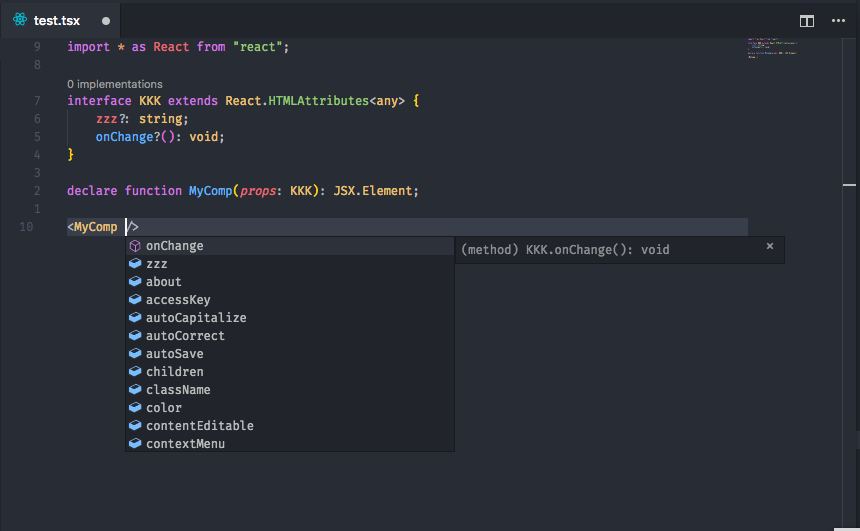 test.tsx
9 import * as React from "react";
8
0 implementations
7 interface KKK extends React.HTMLAttributes<any> {
6 zzz?: string;
5 onChange?(): void;
4 }
3
2 declare function MyComp(props: KKK): JSX.Element;
1
10 <MyComp />
onChange
(method) KKK.onChange(): void ×
zzz
about
accessKey
autoCapitalize
autoCorrect
autoSave
children
className
color
contentEditable
contextMenu